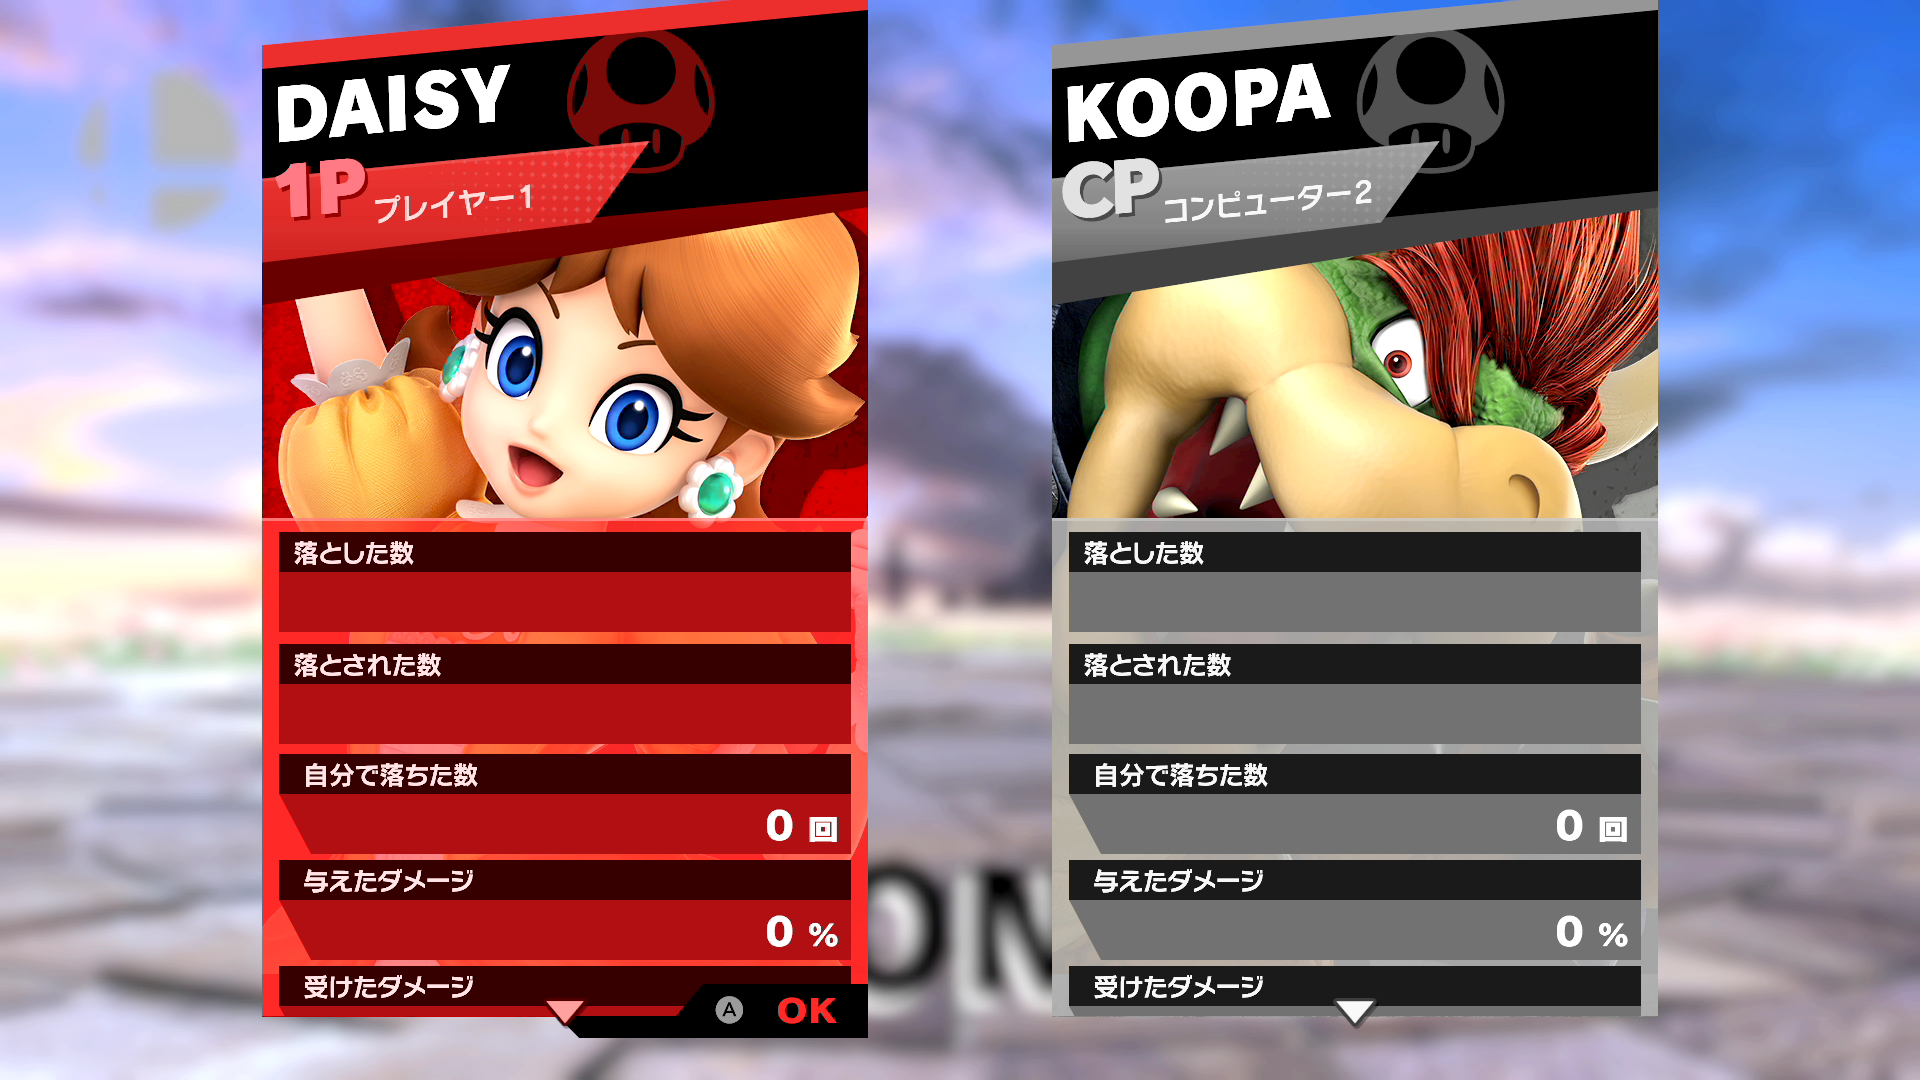 DAISY
1P プレイヤー1
落とした数
落とされた数
自分で落ちた数
0 回
与えたダメージ
0 %
受けたダメージ
A OK
KOOPA
CP コンピューター2
落とした数
落とされた数
自分で落ちた数
0 回
与えたダメージ
0 %
受けたダメージ
ON